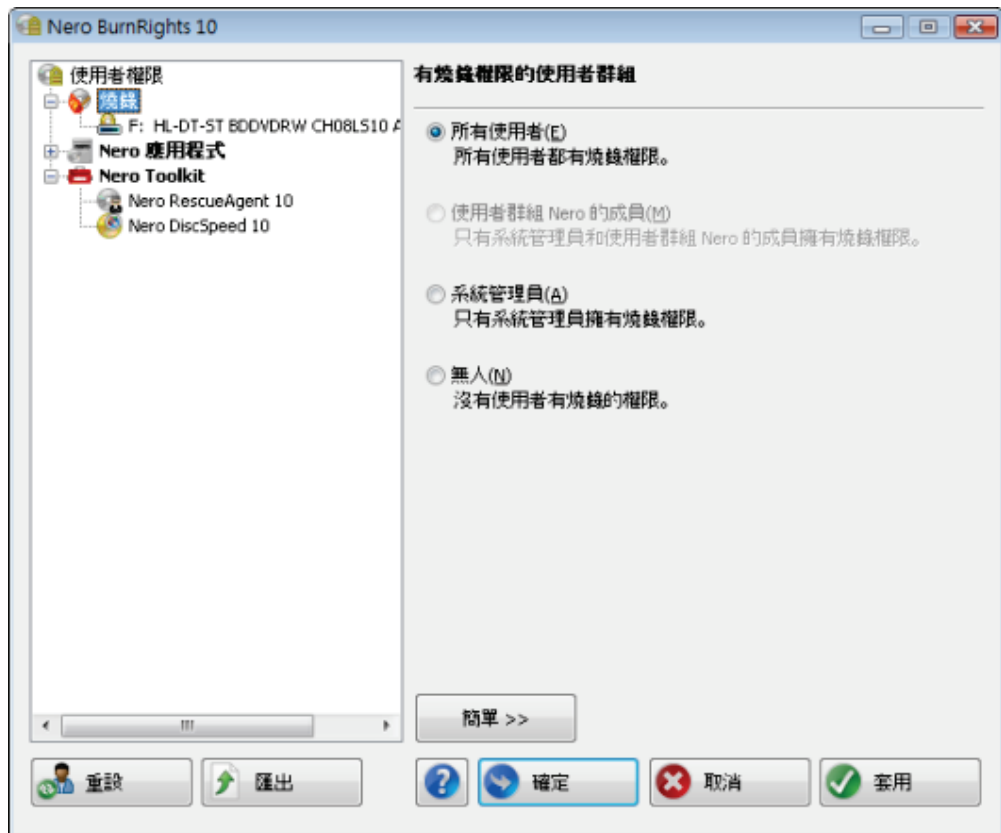 Nero BurnRights 10
使用者權限
燒錄
F: HL-DT-ST BDDVDRW CH08LS10 A
Nero 應用程式
Nero Toolkit
Nero RescueAgent 10
Nero DiscSpeed 10
有燒錄權限的使用者群組
所有使用者(E)
所有使用者都有燒錄權限。
使用者群組 Nero 的成員(M)
只有系統管理員和使用者群組 Nero 的成員擁有燒錄權限。
系統管理員(A)
只有系統管理員擁有燒錄權限。
無人(N)
沒有使用者有燒錄的權限。
簡單 >>
重設
匯出
確定
取消
套用